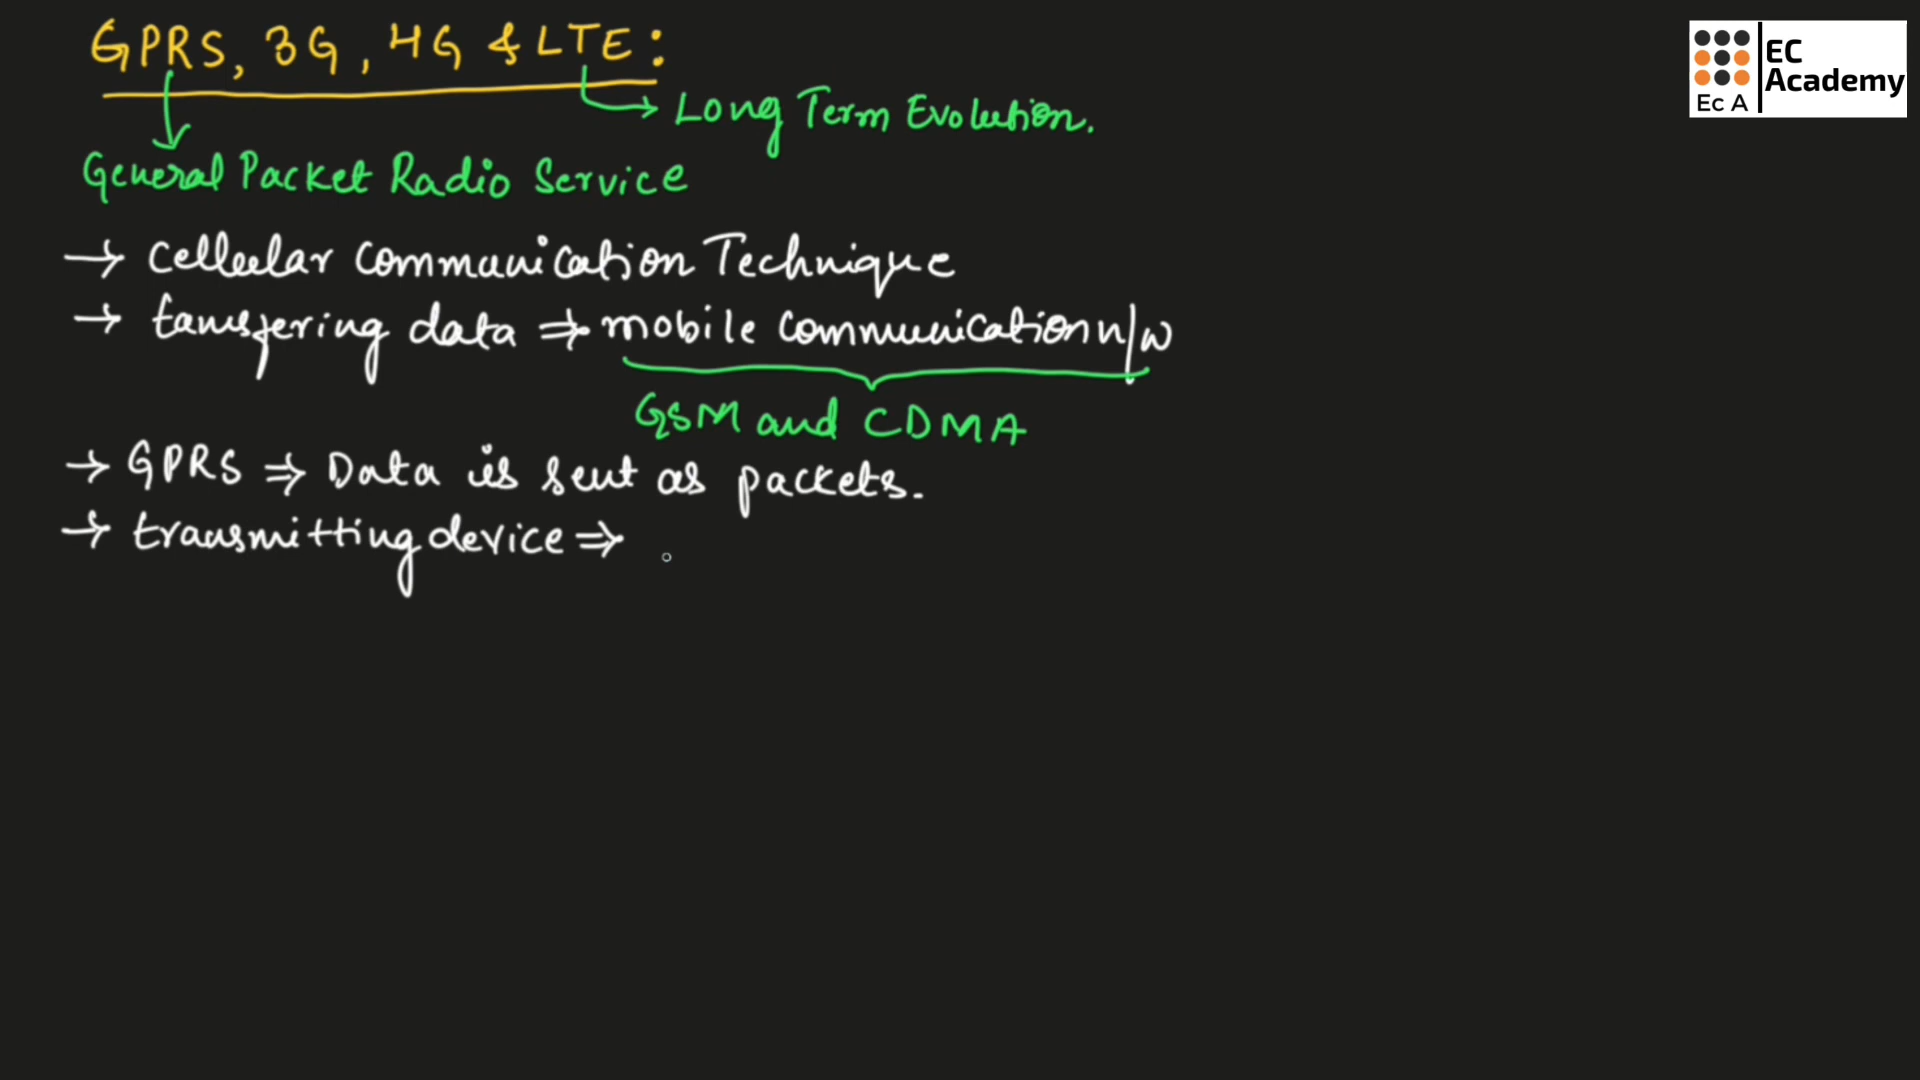 GPRS, 3G, 4G & LTE:
Long Term Evolution.
General Packet Radio Service
→ Cellular Communication Technique
→ tansfering data ⇒ mobile Communication n/w
GSM and CDMA
→ GPRS ⇒ Data is sent as packets.
→ transmitting device ⇒
EC
Academy
Ec A